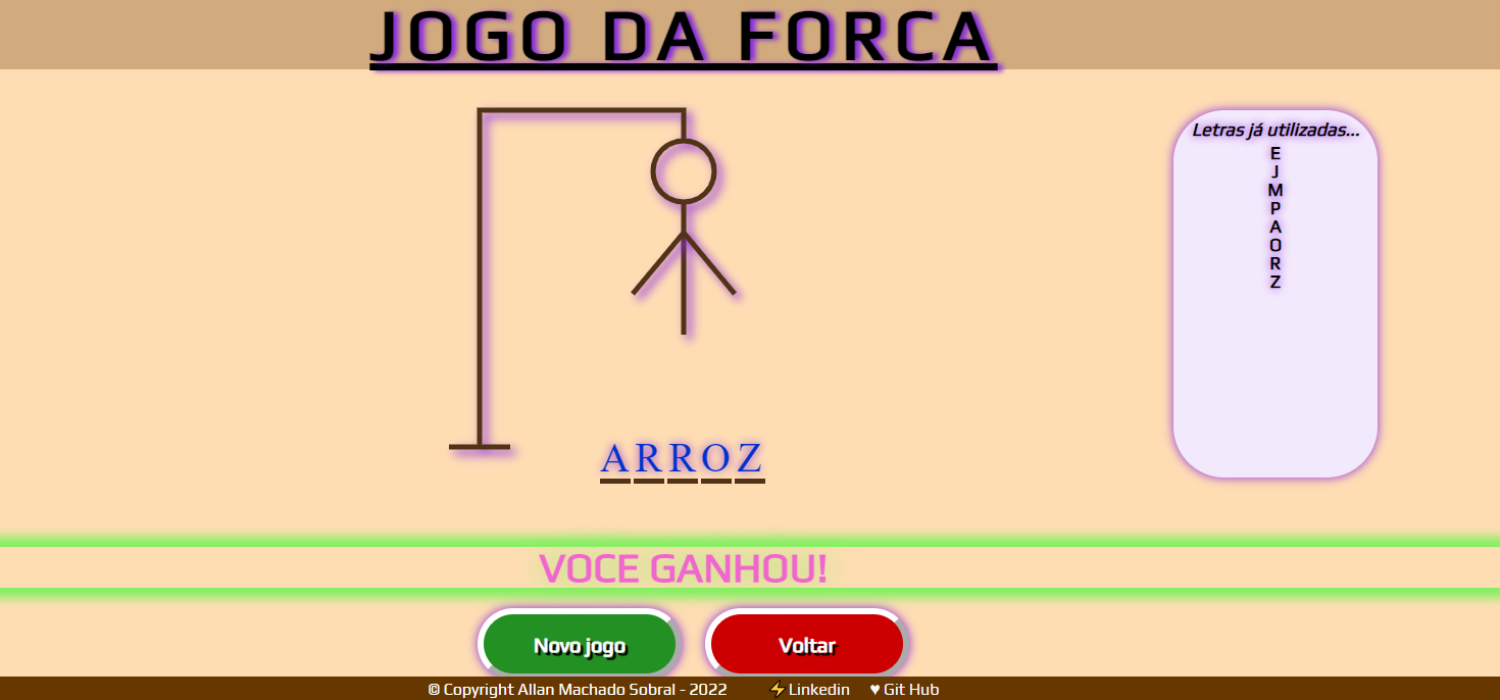 JOGO DA FORCA
Letras já utilizadas...
E
J
M
P
A
O
R
Z
ARROZ
VOCE GANHOU!
Novo jogo
Voltar
© Copyright Allan Machado Sobral - 2022 ⚡Linkedin ♥ Git Hub